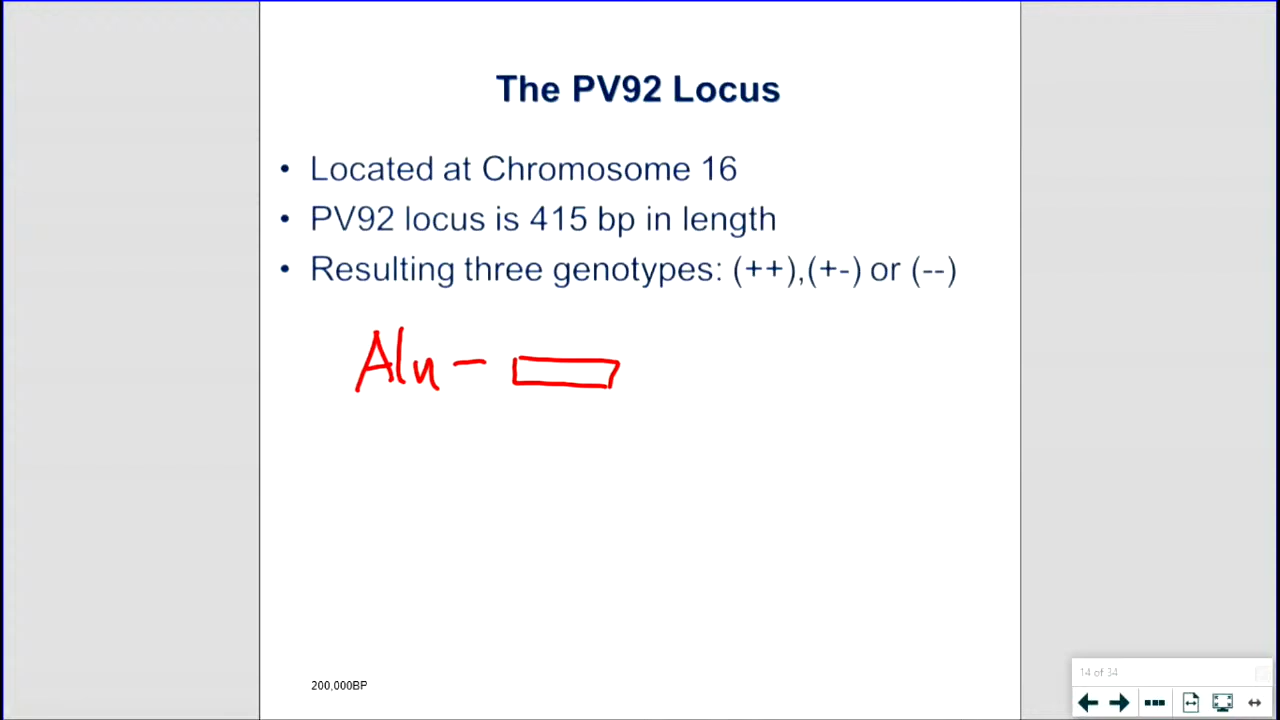 The PV92 Locus
• Located at Chromosome 16
• PV92 locus is 415 bp in length
• Resulting three genotypes: (++),(+-) or (--)
Alu –
200,000BP
14 of 34